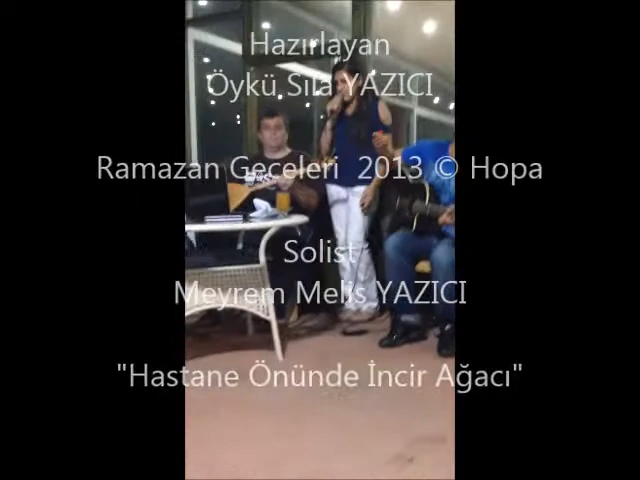 Hazırlayan
Öykü Sıla YAZICI
Ramazan Geceleri 2013 © Hopa
Solist
Meyrem Melis YAZICI
"Hastane Önünde İncir Ağacı"